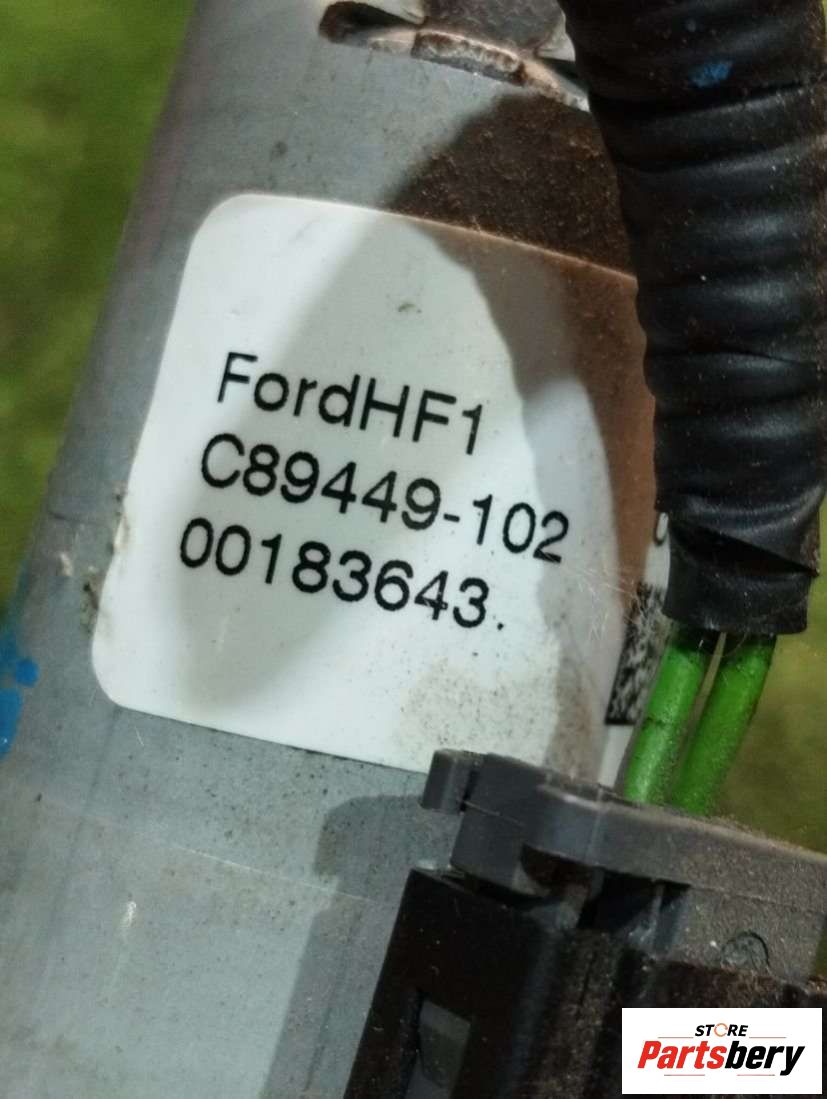 FordHF1
C89449-102
00183643.
STORE
Partsbery